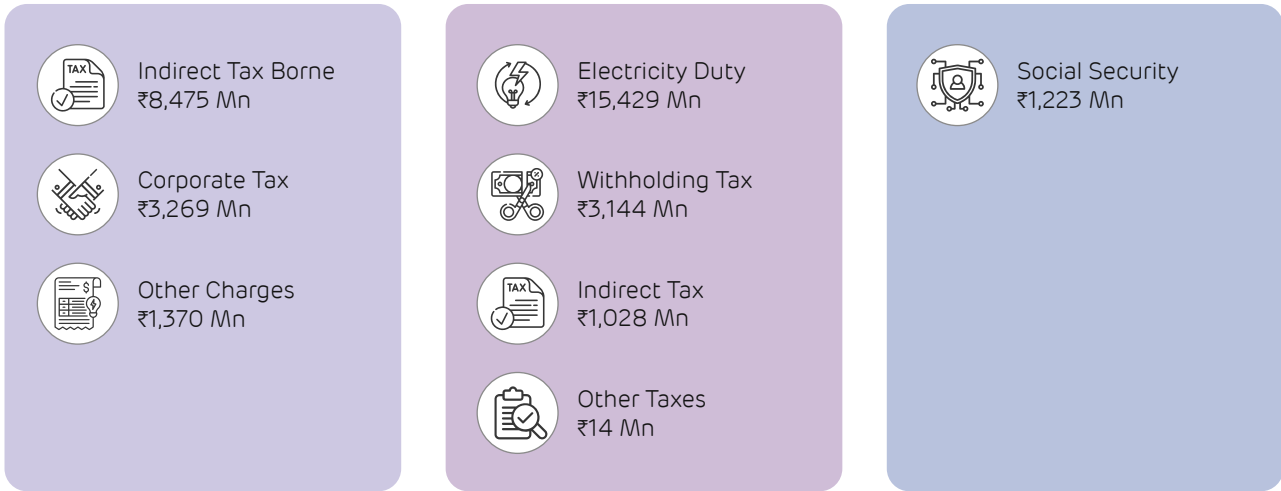 TAX
Indirect Tax Borne
₹8,475 Mn
Corporate Tax
₹3,269 Mn
$
Other Charges
₹1,370 Mn
Electricity Duty
₹15,429 Mn
%
Withholding Tax
₹3,144 Mn
TAX
Indirect Tax
₹1,028 Mn
Other Taxes
₹14 Mn
Social Security
₹1,223 Mn